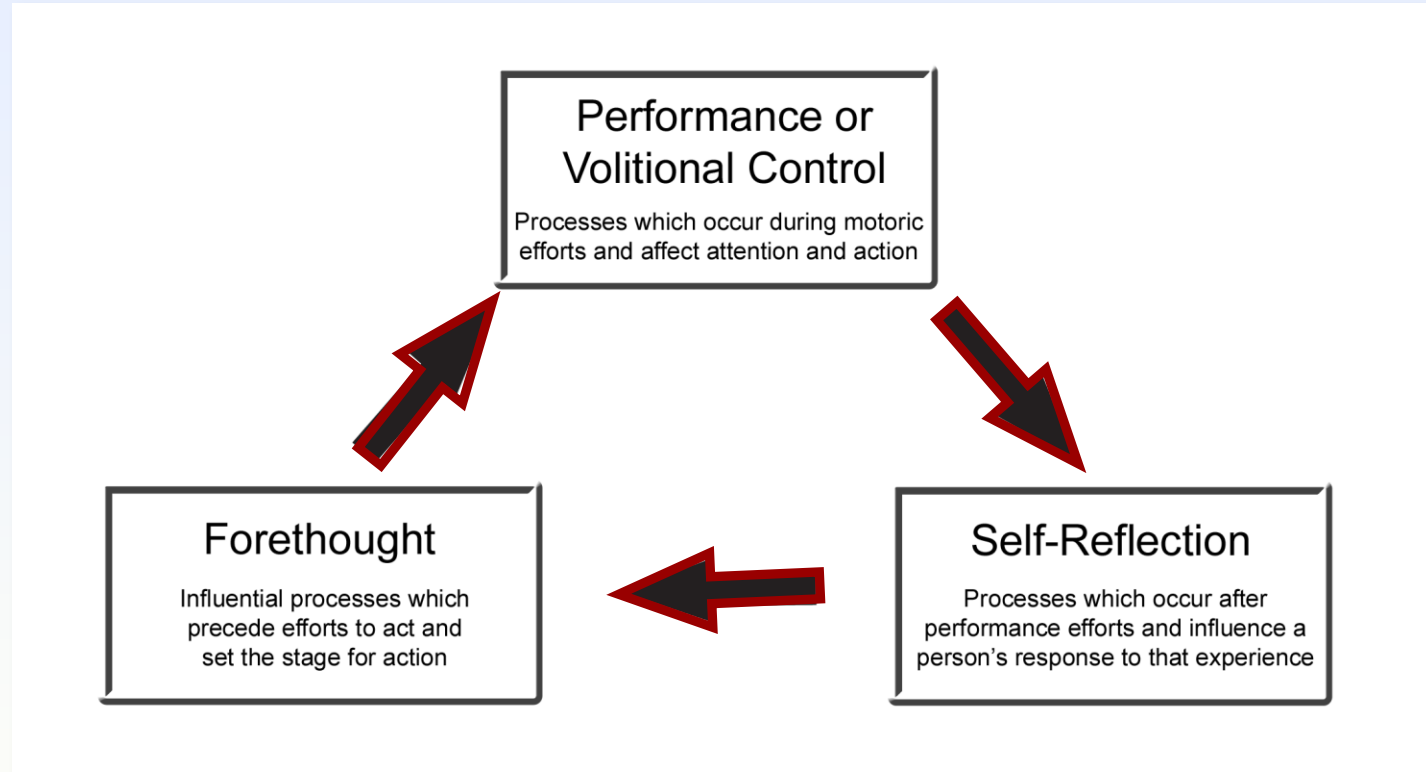 Performance or
Volitional Control
Processes which occur during motoric
efforts and affect attention and action
Forethought
Influential processes which
precede efforts to act and
set the stage for action
Self-Reflection
Processes which occur after
performance efforts and influence a
person's response to that experience